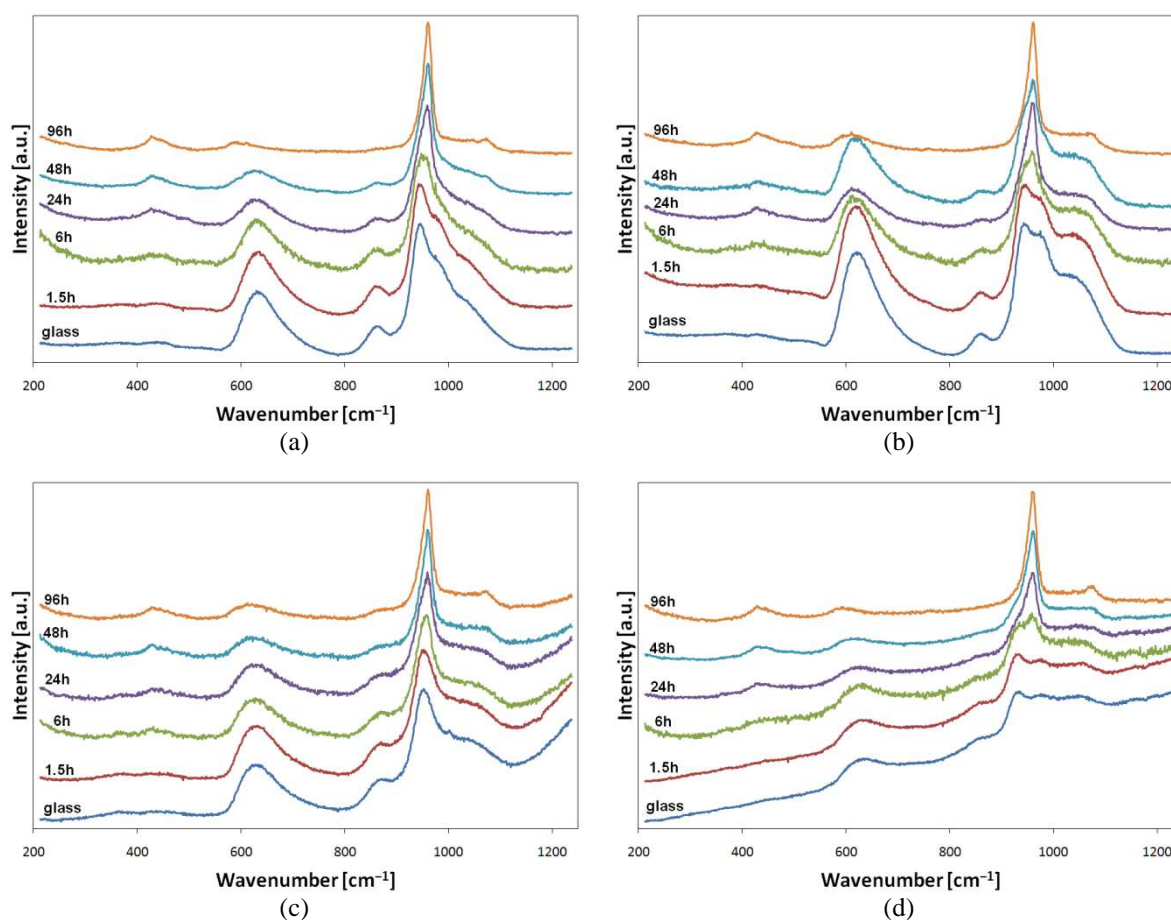 Intensity [a.u.]
96h
48h
24h
6h
1.5h
glass
200 400 600 800 1000 1200
Wavenumber [cm⁻¹]
(a)
Intensity [a.u.]
96h
48h
24h
6h
1.5h
glass
200 400 600 800 1000 1200
Wavenumber [cm⁻¹]
(b)
Intensity [a.u.]
96h
48h
24h
6h
1.5h
glass
200 400 600 800 1000 1200
Wavenumber [cm⁻¹]
(c)
Intensity [a.u.]
96h
48h
24h
6h
1.5h
glass
200 400 600 800 1000 1200
Wavenumber [cm⁻¹]
(d)